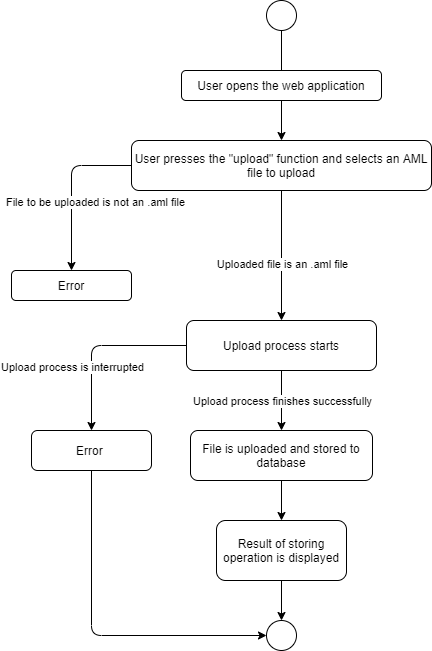 User opens the web application
User presses the "upload" function and selects an AML
file to upload
File to be uploaded is not an .aml file
Uploaded file is an .aml file
Error
Upload process starts
Upload process is interrupted
Upload process finishes successfully
Error
File is uploaded and stored to
database
Result of storing
operation is displayed